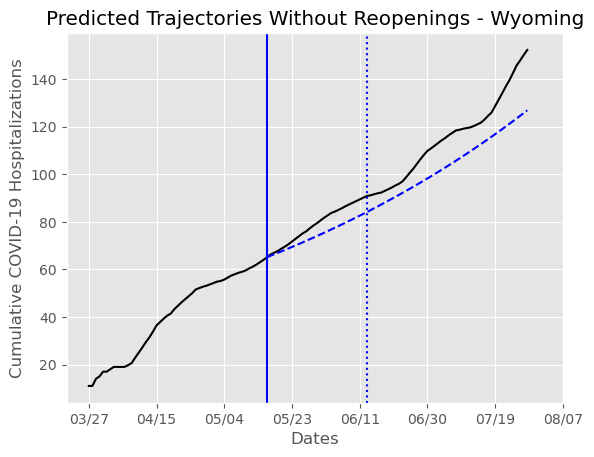 Predicted Trajectories Without Reopenings - Wyoming
Cumulative COVID-19 Hospitalizations
140
120
100
80
60
40
20
03/27 04/15 05/04 05/23 06/11 06/30 07/19 08/07
Dates